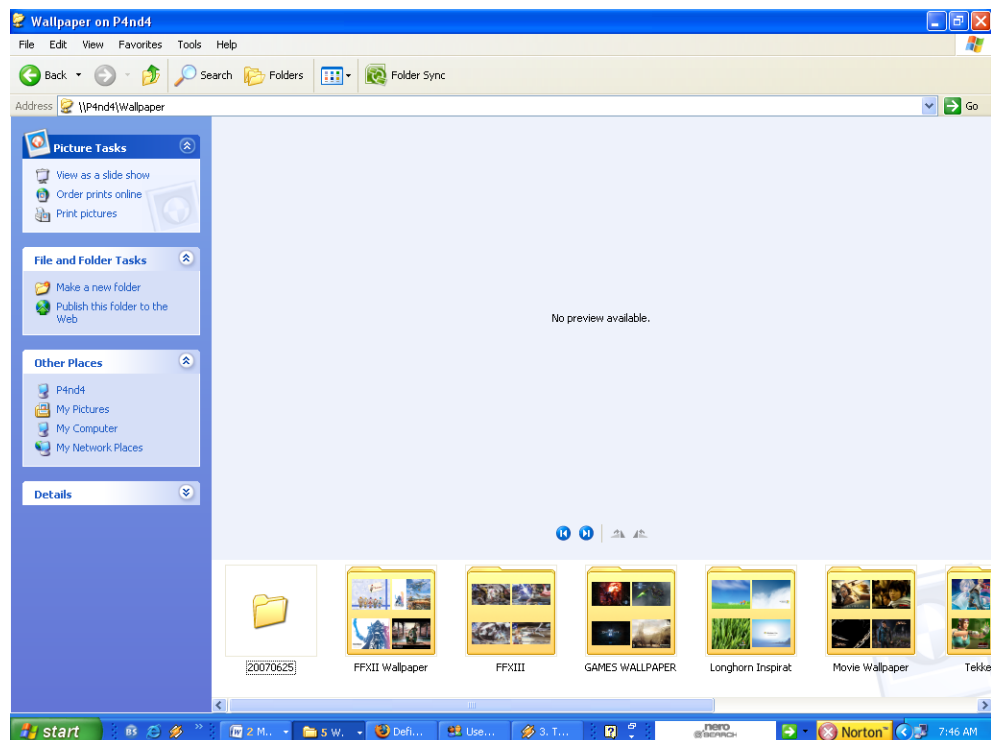 Wallpaper on P4nd4
File Edit View Favorites Tools Help
Back Search Folders Folder Sync
Address \\P4nd4\Wallpaper Go
Picture Tasks
View as a slide show
Order prints online
Print pictures
File and Folder Tasks
Make a new folder
Publish this folder to the
Web
Other Places
P4nd4
My Pictures
My Computer
My Network Places
Details
No preview available.
20070625 FFXII Wallpaper FFXIII GAMES WALLPAPER Longhorn Inspirat Movie Wallpaper Tekke
start BS 2 M.. 5 W. Defi... Use... 3. T... nero SEARCH Norton™ 7:46 AM